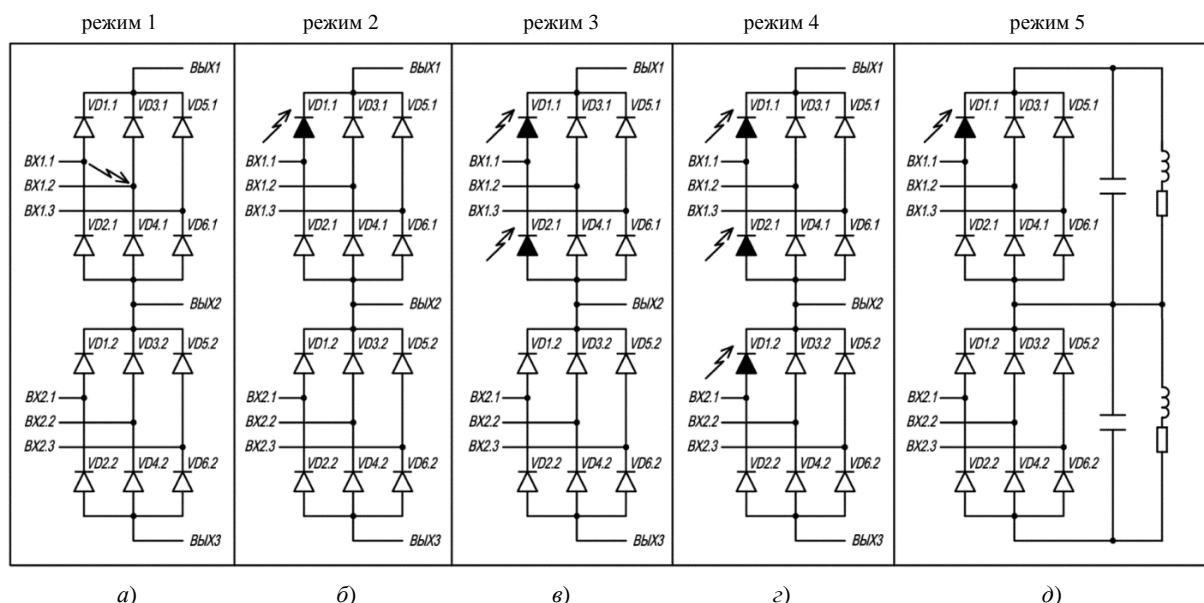 режим 1
режим 2
режим 3
режим 4
режим 5
ВЫХ1
VD1.1 VD3.1 VD5.1
ВХ1.1
ВХ1.2
ВХ1.3
VD2.1 VD4.1 VD6.1
ВЫХ2
VD1.2 VD3.2 VD5.2
ВХ2.1
ВХ2.2
ВХ2.3
VD2.2 VD4.2 VD6.2
ВЫХ3
ВЫХ1
VD1.1 VD3.1 VD5.1
ВХ1.1
ВХ1.2
ВХ1.3
VD2.1 VD4.1 VD6.1
ВЫХ2
VD1.2 VD3.2 VD5.2
ВХ2.1
ВХ2.2
ВХ2.3
VD2.2 VD4.2 VD6.2
ВЫХ3
ВЫХ1
VD1.1 VD3.1 VD5.1
ВХ1.1
ВХ1.2
ВХ1.3
VD2.1 VD4.1 VD6.1
ВЫХ2
VD1.2 VD3.2 VD5.2
ВХ2.1
ВХ2.2
ВХ2.3
VD2.2 VD4.2 VD6.2
ВЫХ3
ВЫХ1
VD1.1 VD3.1 VD5.1
ВХ1.1
ВХ1.2
ВХ1.3
VD2.1 VD4.1 VD6.1
ВЫХ2
VD1.2 VD3.2 VD5.2
ВХ2.1
ВХ2.2
ВХ2.3
VD2.2 VD4.2 VD6.2
ВЫХ3
VD1.1 VD3.1 VD5.1
ВХ1.1
ВХ1.2
ВХ1.3
VD2.1 VD4.1 VD6.1
VD1.2 VD3.2 VD5.2
ВХ2.1
ВХ2.2
ВХ2.3
VD2.2 VD4.2 VD6.2
а)
б)
в)
г)
д)